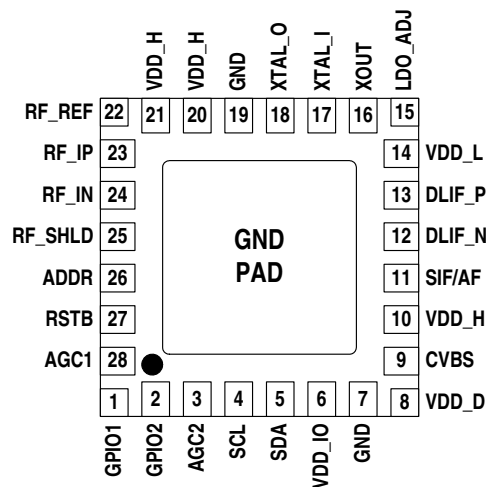 VDD_H
VDD_H
GND
XTAL_O
XTAL_I
XOUT
LDO_ADJ
RF_REF 22 21 20 19 18 17 16 15
RF_IP 23 14 VDD_L
RF_IN 24 13 DLIF_P
RF_SHLD 25 12 DLIF_N
GND
PAD
ADDR 26 11 SIF/AF
RSTB 27 10 VDD_H
AGC1 28 9 CVBS
1 2 3 4 5 6 7 8 VDD_D
GPIO1
GPIO2
AGC2
SCL
SDA
VDD_IO
GND